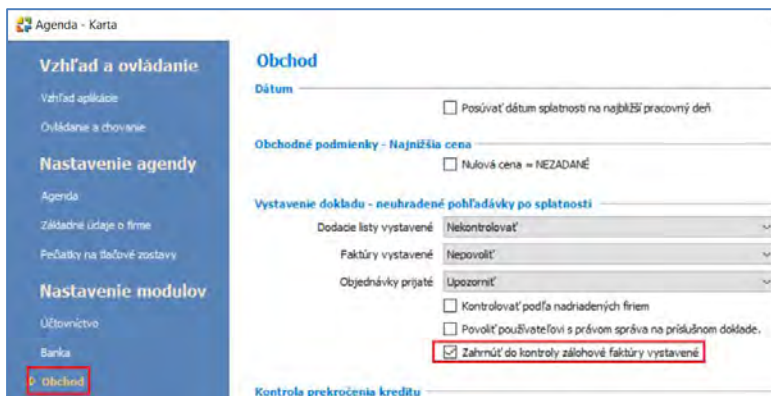 Agenda - Karta
Vzhľad a ovládanie
Vzhľad aplikácie
Ovládanie a chovanie
Nastavenie agendy
Agenda
Základné údaje o firme
Pečiatky na tlačové zostavy
Nastavenie modulov
Účtovníctvo
Banka
Obchod
Obchod
Dátum
Posúvať dátum splatnosti na najbližší pracovný deň
Obchodné podmienky - Najnižšia cena
Nulová cena = NEZADANÉ
Vystavenie dokladu - neuhradené pohľadávky po splatnosti
Dodacie listy vystavené Nekontrolovať
Faktúry vystavené Nepovoliť
Objednávky prijaté Upozorniť
Kontrolovať podľa nadriadených firiem
Povoliť používateľovi s právom správa na príslušnom doklade.
Zahrnúť do kontroly zálohové faktúry vystavené
Kontrola prekročenia kreditu